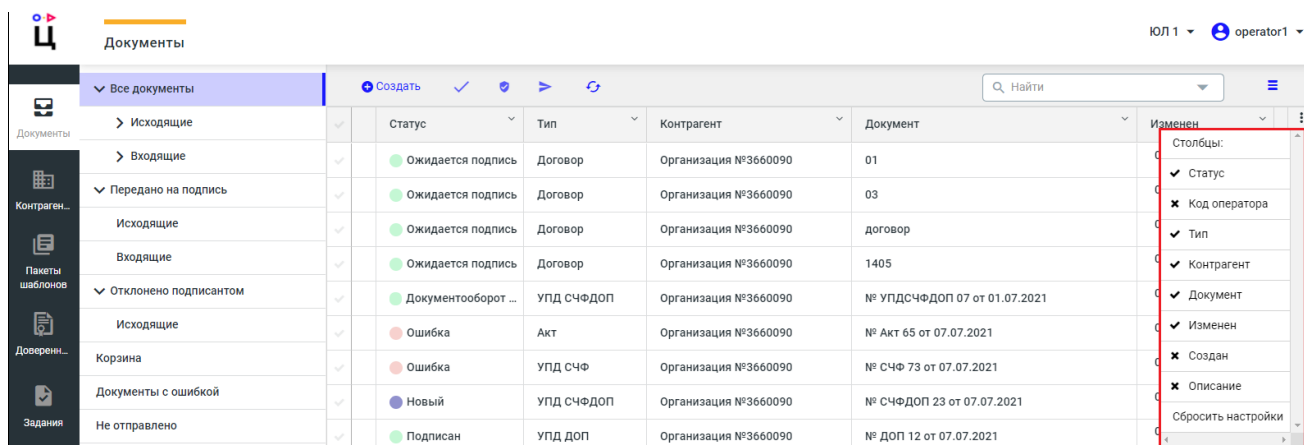 Ц
Документы
ЮЛ 1
operator1
Документы
Контраген...
Пакеты
шаблонов
Доверенн...
Задания
Все документы
Исходящие
Входящие
Передано на подпись
Исходящие
Входящие
Отклонено подписантом
Исходящие
Корзина
Документы с ошибкой
Не отправлено
Создать
Найти
Статус Тип Контрагент Документ Изменен
Ожидается подпись Договор Организация №3660090 01
Ожидается подпись Договор Организация №3660090 03
Ожидается подпись Договор Организация №3660090 договор
Ожидается подпись Договор Организация №3660090 1405
Документооборот ... УПД СЧФДОП Организация №3660090 № УПДСЧФДОП 07 от 01.07.2021
Ошибка Акт Организация №3660090 № Акт 65 от 07.07.2021
Ошибка УПД СЧФ Организация №3660090 № СЧФ 73 от 07.07.2021
Новый УПД СЧФДОП Организация №3660090 № СЧФДОП 23 от 07.07.2021
Подписан УПД ДОП Организация №3660090 № ДОП 12 от 07.07.2021
Столбцы:
Статус
Код оператора
Тип
Контрагент
Документ
Изменен
Создан
Описание
Сбросить настройки